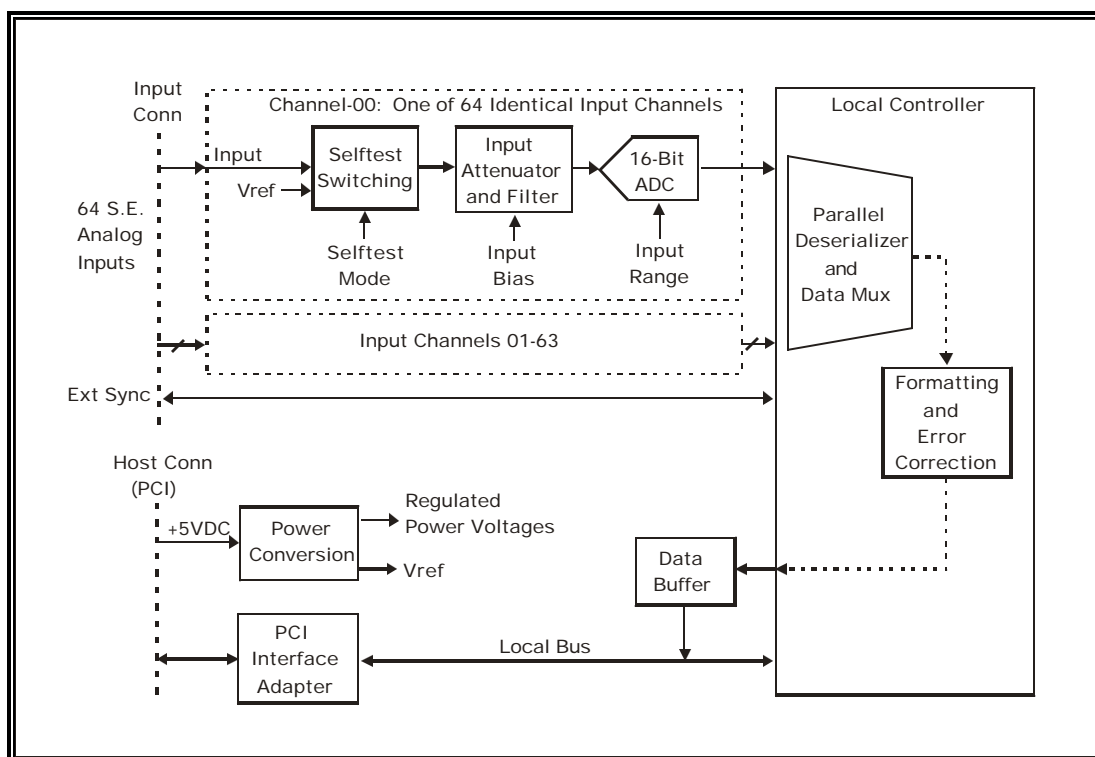 Input
Conn
Channel-00: One of 64 Identical Input Channels
Local Controller
Input
Vref
Selftest
Switching
Input
Attenuator
and Filter
16-Bit
ADC
64 S.E.
Analog
Inputs
Selftest
Mode
Input
Bias
Input
Range
Parallel
Deserializer
and
Data Mux
Input Channels 01-63
Ext Sync
Formatting
and
Error
Correction
Host Conn
(PCI)
+5VDC
Power
Conversion
Regulated
Power Voltages
Vref
Data
Buffer
PCI
Interface
Adapter
Local Bus